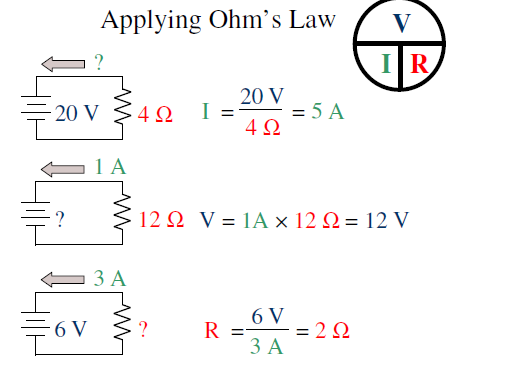 Applying Ohm's Law
V
I R
?
20 V 4 Ω I = 20 V / 4 Ω = 5 A
1 A
? 12 Ω V = 1A × 12 Ω = 12 V
3 A
6 V ? R = 6 V / 3 A = 2 Ω